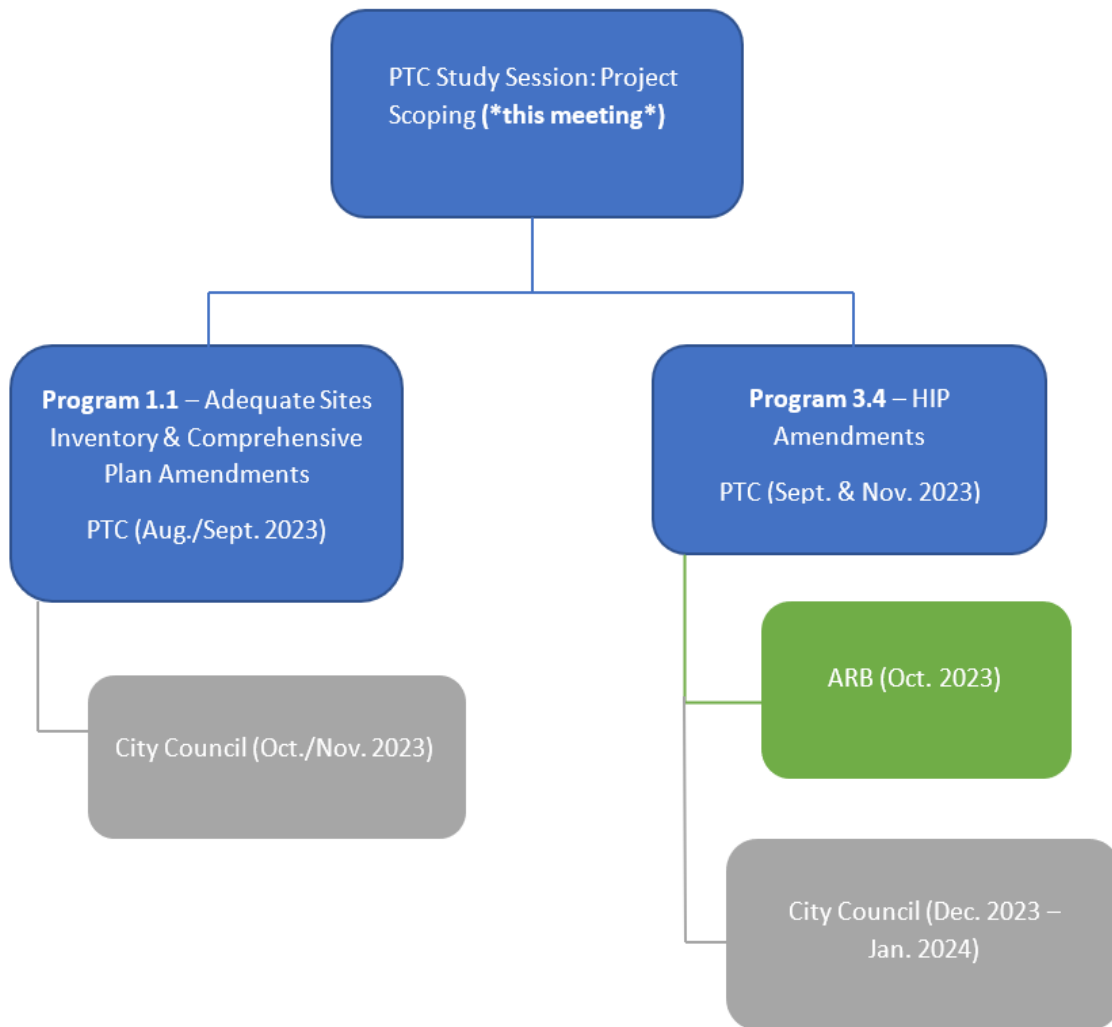 PTC Study Session: Project
Scoping (*this meeting*)
Program 1.1 – Adequate Sites
Inventory & Comprehensive
Plan Amendments
PTC (Aug./Sept. 2023)
Program 3.4 – HIP
Amendments
PTC (Sept. & Nov. 2023)
City Council (Oct./Nov. 2023)
ARB (Oct. 2023)
City Council (Dec. 2023 –
Jan. 2024)